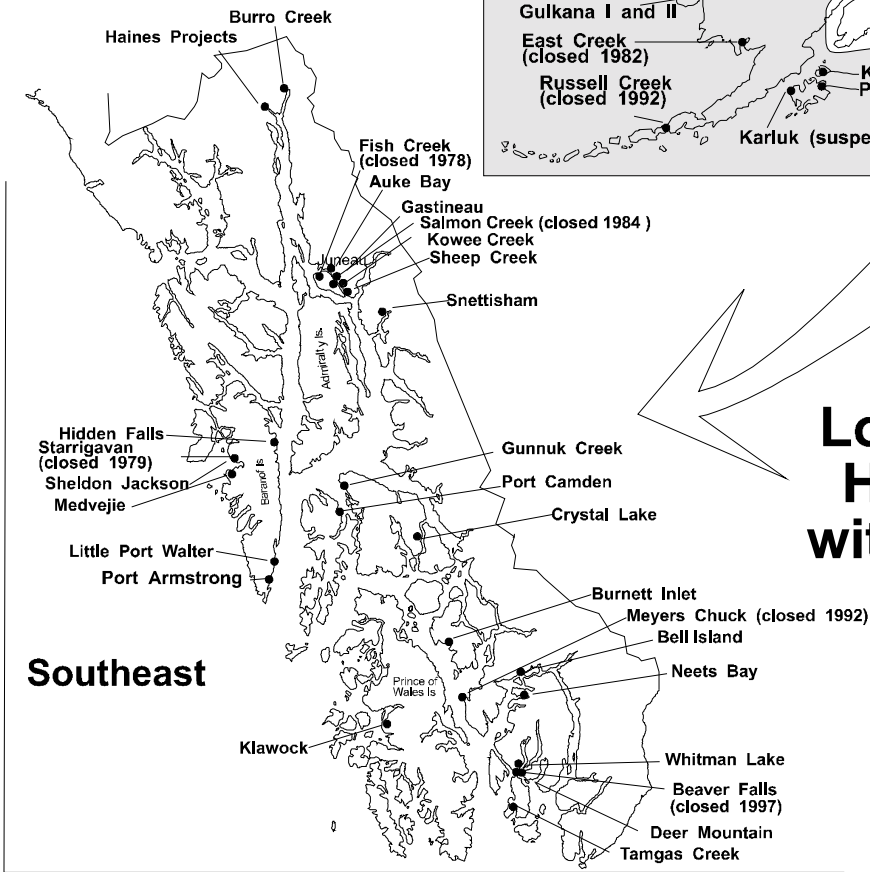 Burro Creek
Haines Projects
Gulkana I and II
East Creek
(closed 1982)
Russell Creek
(closed 1992)
K
P
Karluk (suspe
Fish Creek
(closed 1978)
Auke Bay
Gastineau
Salmon Creek (closed 1984 )
Kowee Creek
Sheep Creek
Juneau
Snettisham
Admiralty Is.
Hidden Falls
Starrigavan
(closed 1979)
Sheldon Jackson
Medvejie
Baranof Is
Little Port Walter
Port Armstrong
Gunnuk Creek
Port Camden
Crystal Lake
Lo
H
wit
Burnett Inlet
Meyers Chuck (closed 1992)
Bell Island
Neets Bay
Southeast
Prince of
Wales Is
Klawock
Whitman Lake
Beaver Falls
(closed 1997)
Deer Mountain
Tamgas Creek